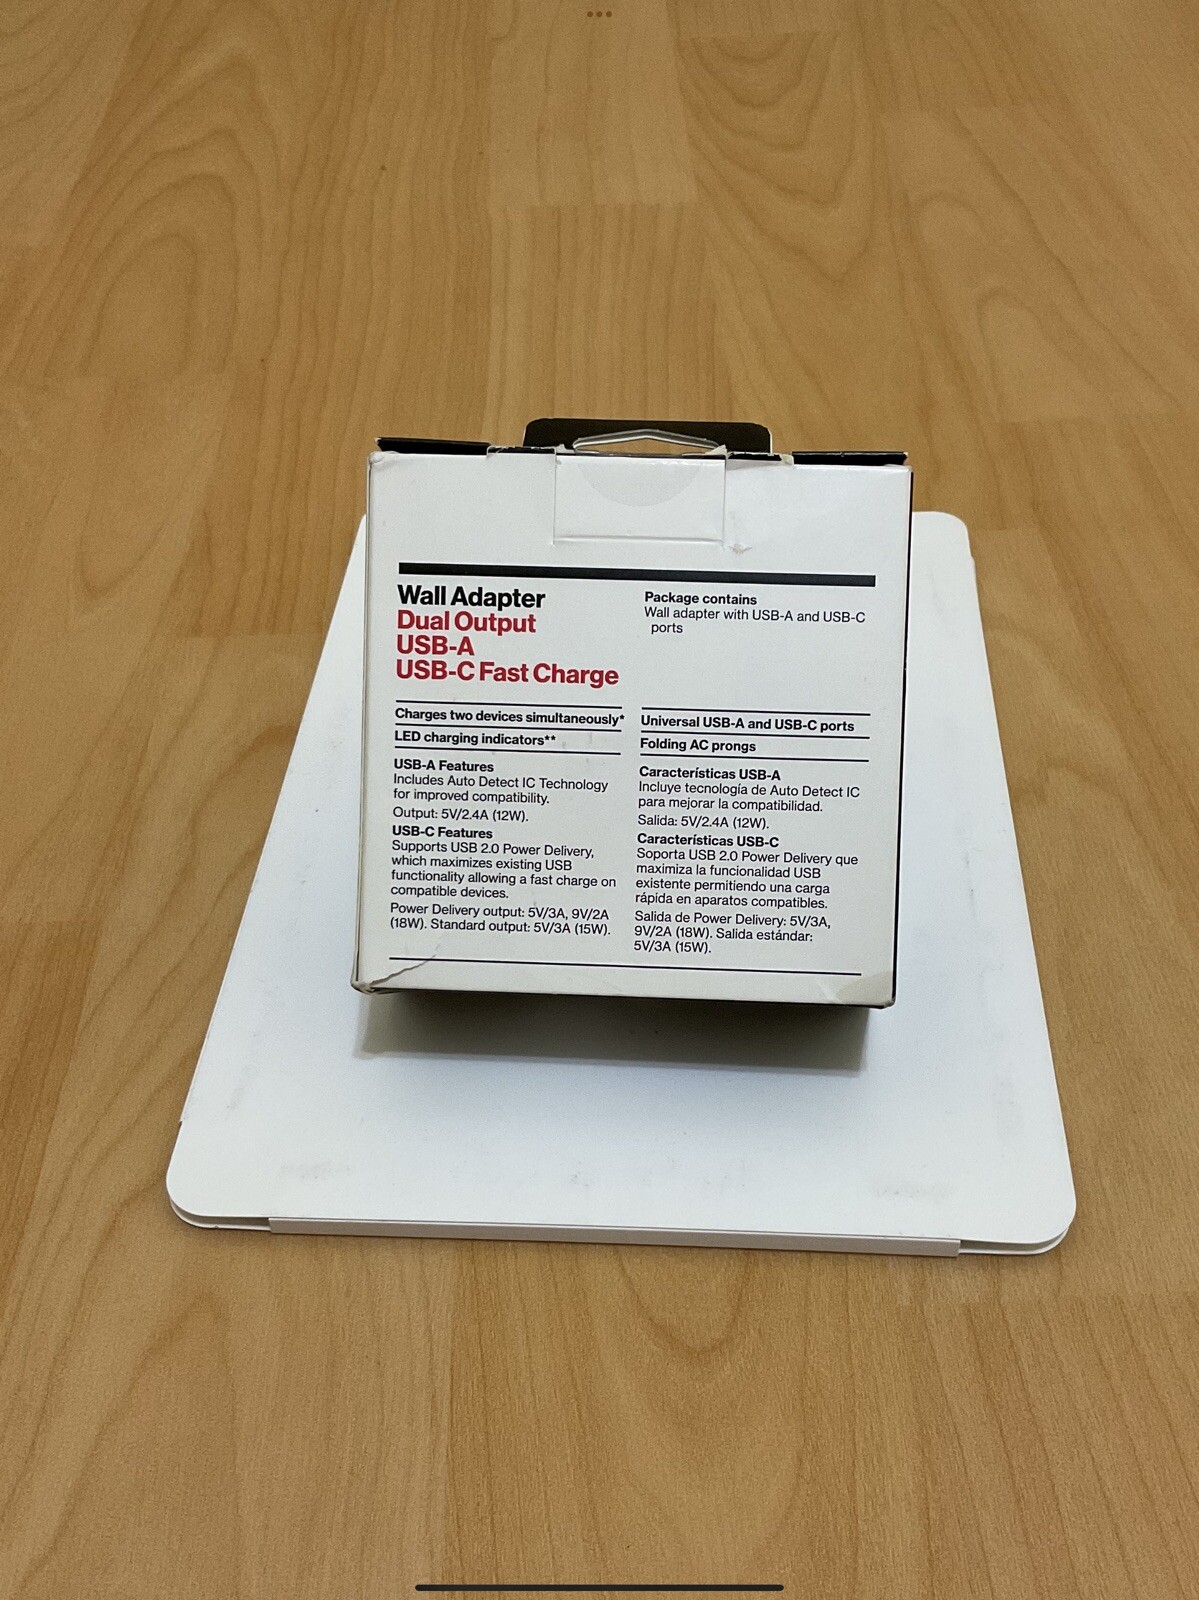 Wall Adapter
Dual Output
USB-A
USB-C Fast Charge
Package contains
Wall adapter with USB-A and USB-C
ports
Charges two devices simultaneously*
LED charging indicators**
Universal USB-A and USB-C ports
Folding AC prongs
USB-A Features
Includes Auto Detect IC Technology
for improved compatibility.
Output: 5V/2.4A (12W).
USB-C Features
Supports USB 2.0 Power Delivery,
which maximizes existing USB
functionality allowing a fast charge on
compatible devices.
Power Delivery output: 5V/3A, 9V/2A
(18W). Standard output: 5V/3A (15W).
Características USB-A
Incluye tecnología de Auto Detect IC
para mejorar la compatibilidad.
Salida: 5V/2.4A (12W).
Características USB-C
Soporta USB 2.0 Power Delivery que
maximiza la funcionalidad USB
existente permitiendo una carga
rápida en aparatos compatibles.
Salida de Power Delivery: 5V/3A,
9V/2A (18W). Salida estándar:
5V/3A (15W).